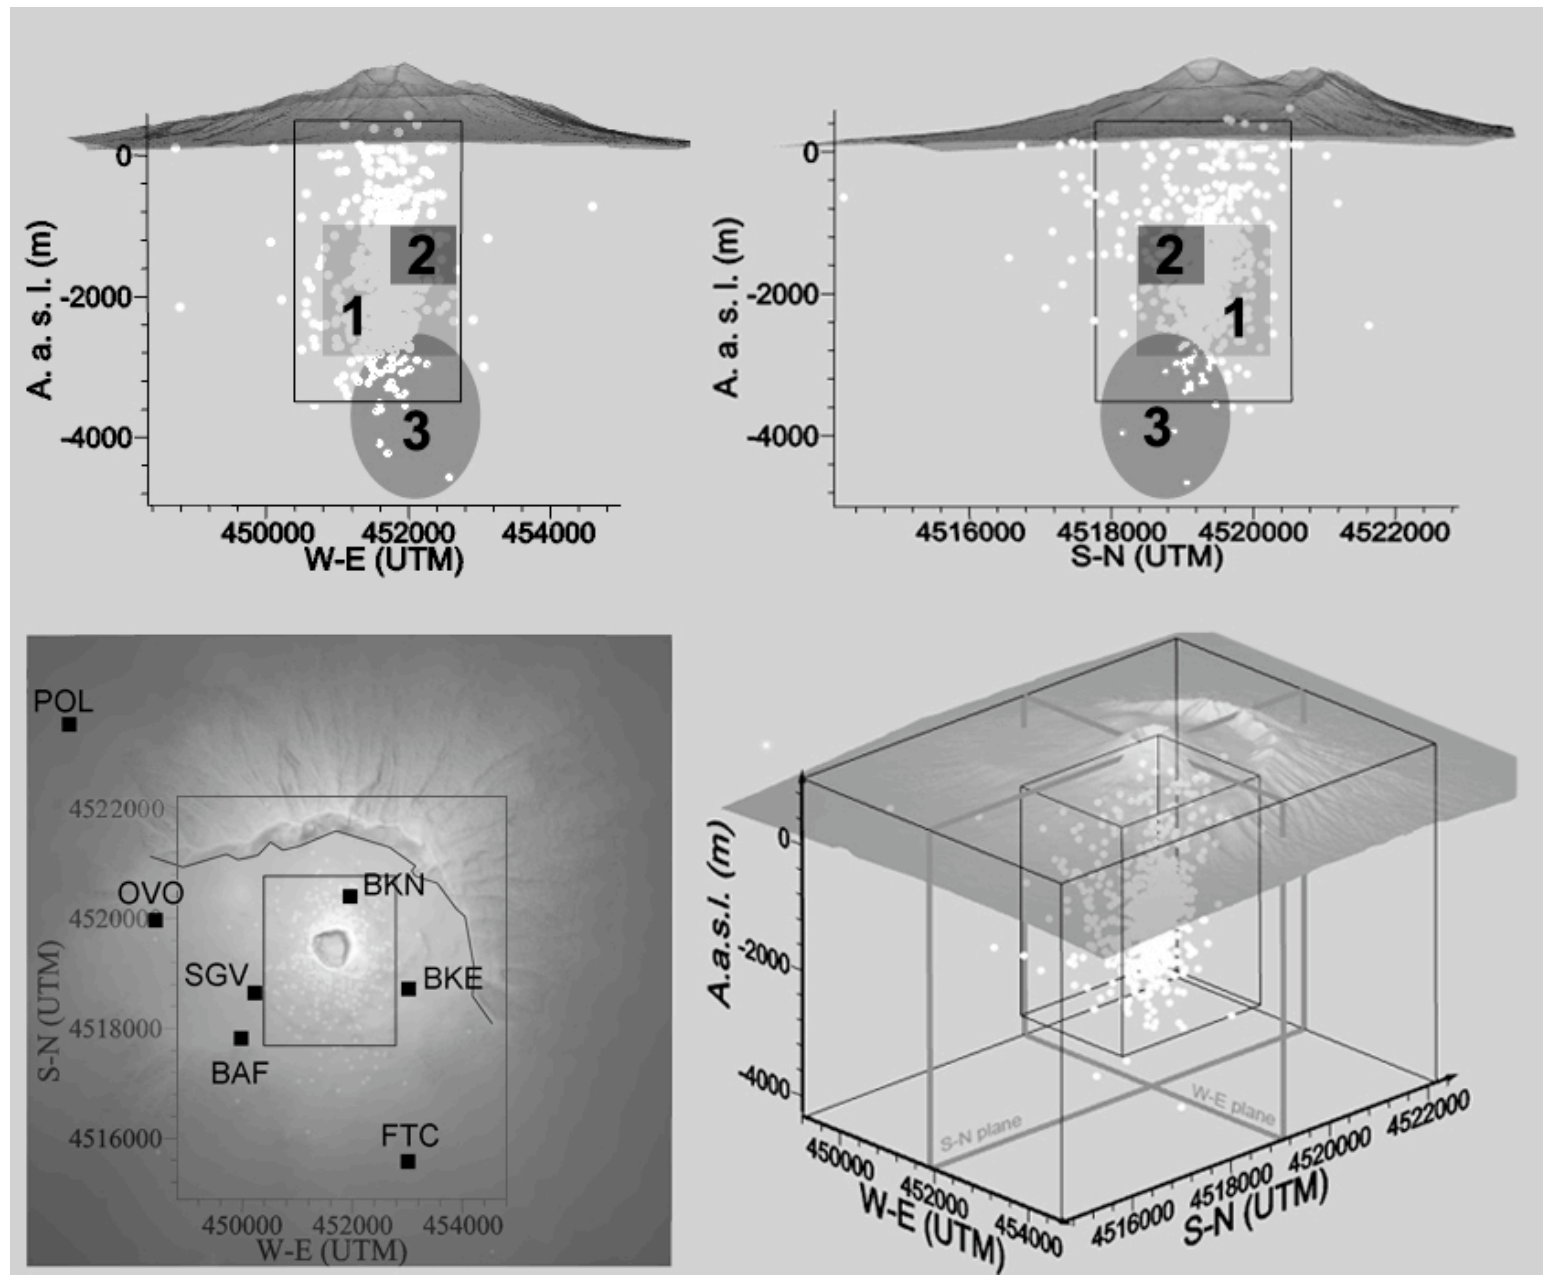 0
-2000
-4000
A. a. s. l. (m)
1
2
3
450000 452000 454000
W-E (UTM)
0
-2000
-4000
A. a. s. l. (m)
2
1
3
4516000 4518000 4520000 4522000
S-N (UTM)
POL
4522000
OVO
BKN
4520000
SGV
BKE
4518000
BAF
4516000
FTC
S-N (UTM)
450000 452000 454000
W-E (UTM)
0
-2000
-4000
A.a.s.l. (m)
S-N plane
W-E plane
450000 452000 454000
W-E (UTM)
4516000 4518000 4520000 4522000
S-N (UTM)